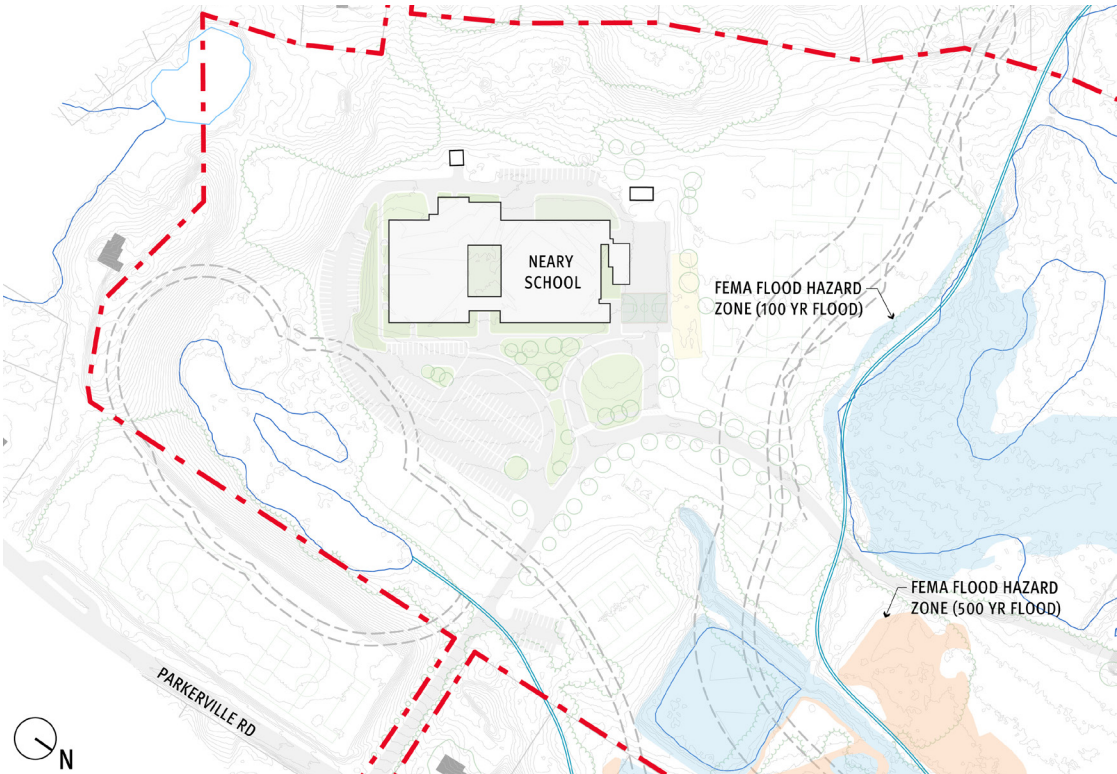 NEARY
SCHOOL
FEMA FLOOD HAZARD
ZONE (100 YR FLOOD)
FEMA FLOOD HAZARD
ZONE (500 YR FLOOD)
PARKERVILLE RD
N